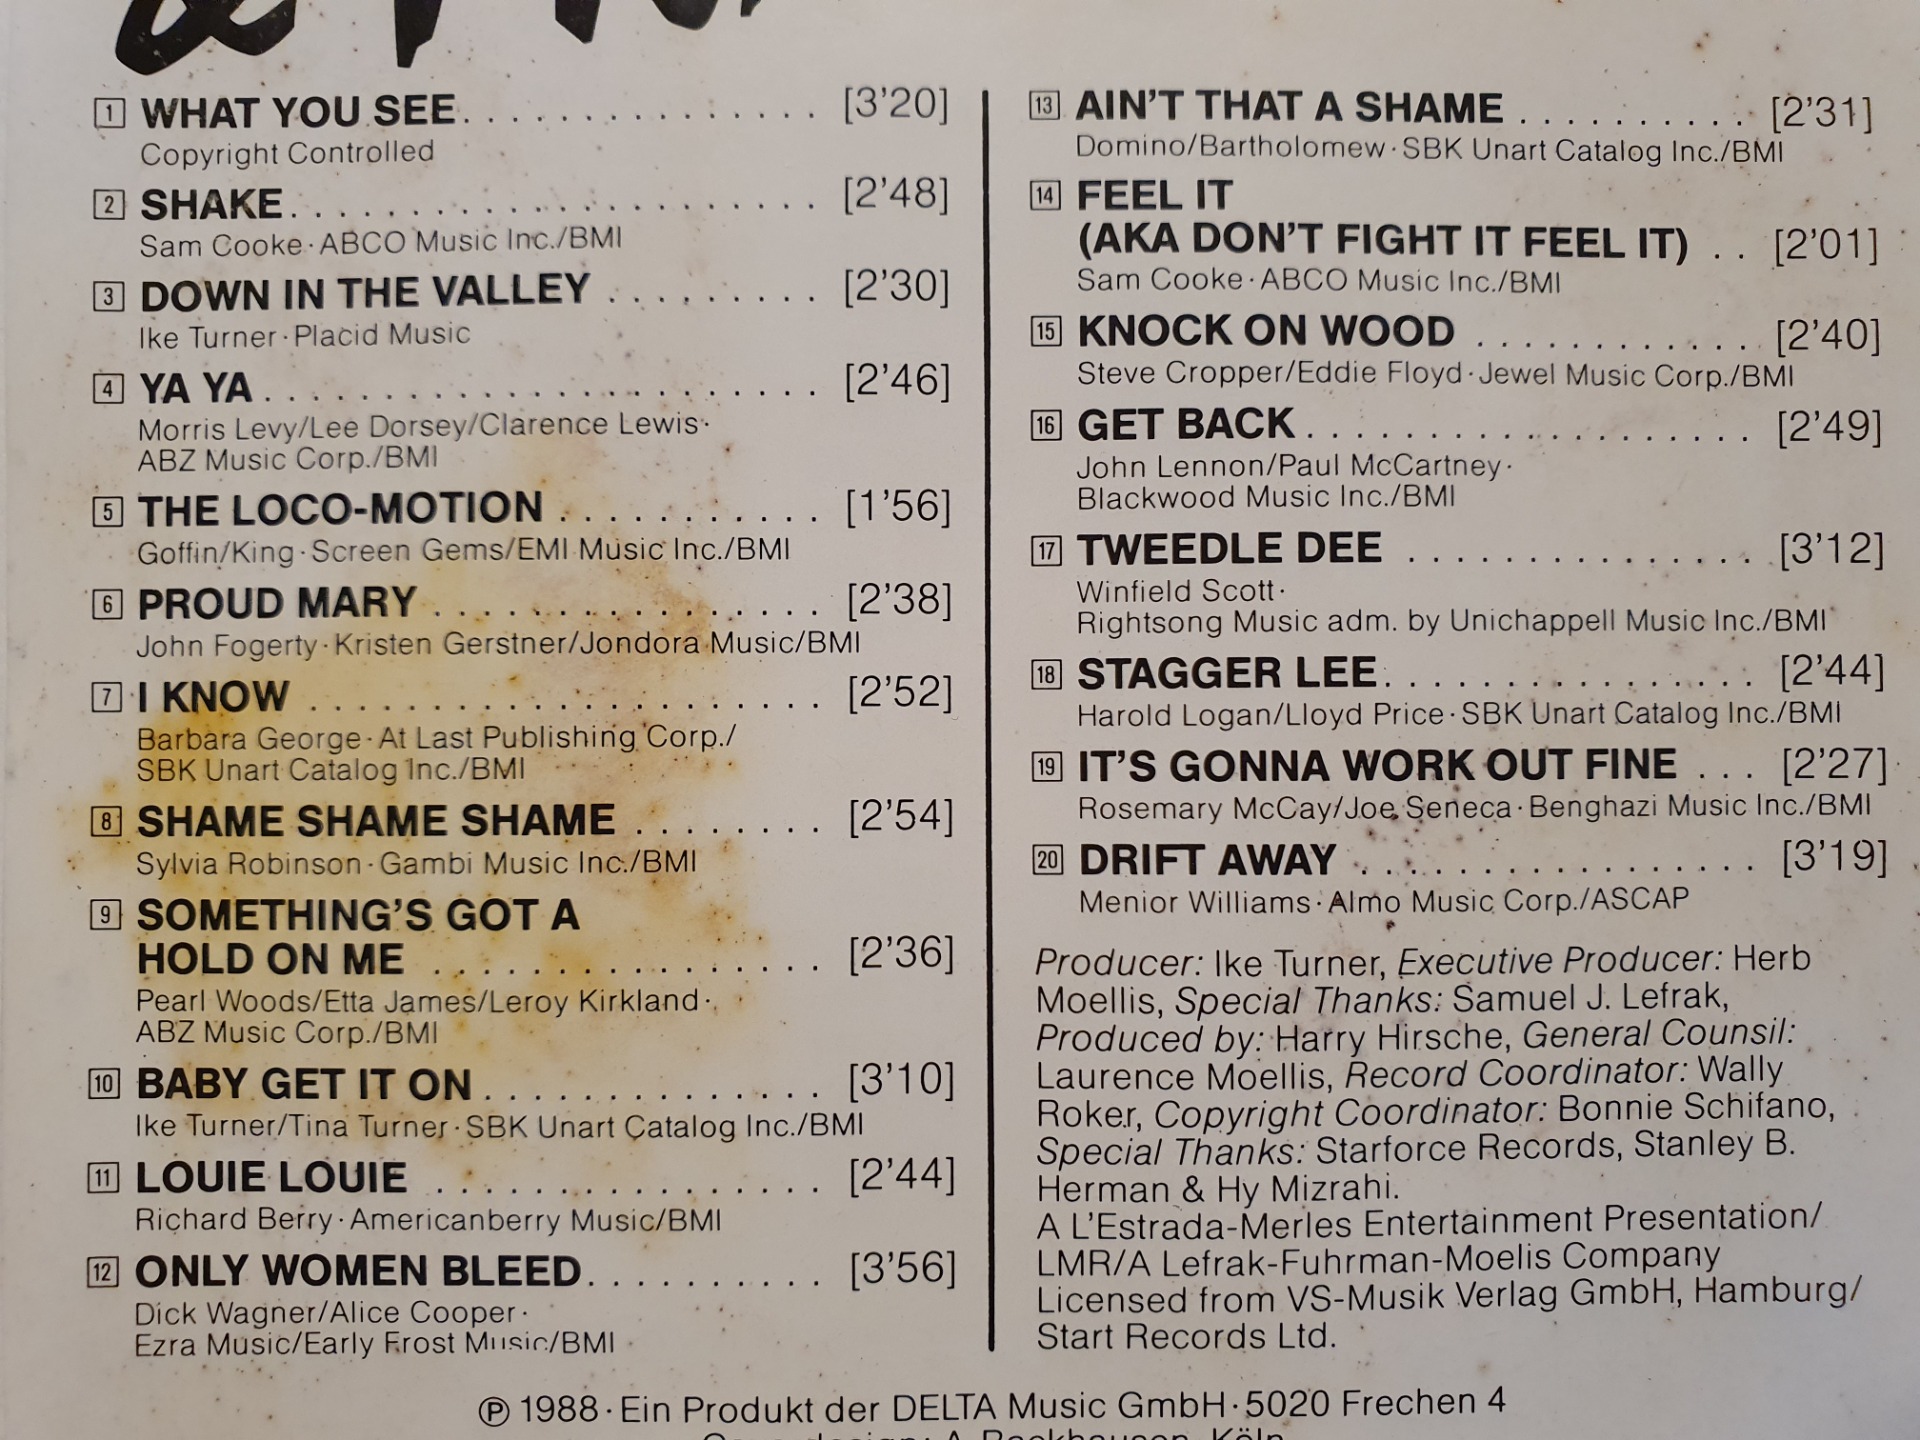 1 WHAT YOU SEE. . . . . . . . . . . . . . . [3'20]
Copyright Controlled
2 SHAKE. . . . . . . . . . . . . . . . . . . . . . [2'48]
Sam Cooke · ABCO Music Inc./BMI
3 DOWN IN THE VALLEY . . . . . . . . . [2'30]
Ike Turner · Placid Music
4 YA YA . . . . . . . . . . . . . . . . . . . . . . . [2'46]
Morris Levy/Lee Dorsey/Clarence Lewis ·
ABZ Music Corp./BMI
5 THE LOCO-MOTION . . . . . . . . . . . [1'56]
Goffin/King · Screen Gems/EMI Music Inc./BMI
6 PROUD MARY . . . . . . . . . . . . . . . . [2'38]
John Fogerty · Kristen Gerstner/Jondora Music/BMI
7 I KNOW . . . . . . . . . . . . . . . . . . . . . [2'52]
Barbara George · At Last Publishing Corp./
SBK Unart Catalog Inc./BMI
8 SHAME SHAME SHAME . . . . . . . . [2'54]
Sylvia Robinson · Gambi Music Inc./BMI
9 SOMETHING'S GOT A
HOLD ON ME . . . . . . . . . . . . . . . . [2'36]
Pearl Woods/Etta James/Leroy Kirkland ·
ABZ Music Corp./BMI
10 BABY GET IT ON . . . . . . . . . . . . . . [3'10]
Ike Turner/Tina Turner · SBK Unart Catalog Inc./BMI
11 LOUIE LOUIE . . . . . . . . . . . . . . . . [2'44]
Richard Berry · Americanberry Music/BMI
12 ONLY WOMEN BLEED. . . . . . . . . . [3'56]
Dick Wagner/Alice Cooper ·
Ezra Music/Early Frost Music/BMI
13 AIN'T THAT A SHAME . . . . . . . . . . [2'31]
Domino/Bartholomew · SBK Unart Catalog Inc./BMI
14 FEEL IT
(AKA DON'T FIGHT IT FEEL IT) . . [2'01]
Sam Cooke · ABCO Music Inc./BMI
15 KNOCK ON WOOD . . . . . . . . . . . . [2'40]
Steve Cropper/Eddie Floyd · Jewel Music Corp./BMI
16 GET BACK . . . . . . . . . . . . . . . . . . [2'49]
John Lennon/Paul McCartney ·
Blackwood Music Inc./BMI
17 TWEEDLE DEE . . . . . . . . . . . . . . [3'12]
Winfield Scott ·
Rightsong Music adm. by Unichappell Music Inc./BMI
18 STAGGER LEE. . . . . . . . . . . . . . . [2'44]
Harold Logan/Lloyd Price · SBK Unart Catalog Inc./BMI
19 IT'S GONNA WORK OUT FINE . . . [2'27]
Rosemary McCay/Joe Seneca · Benghazi Music Inc./BMI
20 DRIFT AWAY . . . . . . . . . . . . . . . . [3'19]
Menior Williams · Almo Music Corp./ASCAP
Producer: Ike Turner, Executive Producer: Herb
Moellis, Special Thanks: Samuel J. Lefrak,
Produced by: Harry Hirsche, General Counsil:
Laurence Moellis, Record Coordinator: Wally
Roker, Copyright Coordinator: Bonnie Schifano,
Special Thanks: Starforce Records, Stanley B.
Herman & Hy Mizrahi.
A L'Estrada-Merles Entertainment Presentation/
LMR/A Lefrak-Fuhrman-Moelis Company
Licensed from VS-Musik Verlag GmbH, Hamburg/
Start Records Ltd.
℗ 1988 · Ein Produkt der DELTA Music GmbH · 5020 Frechen 4